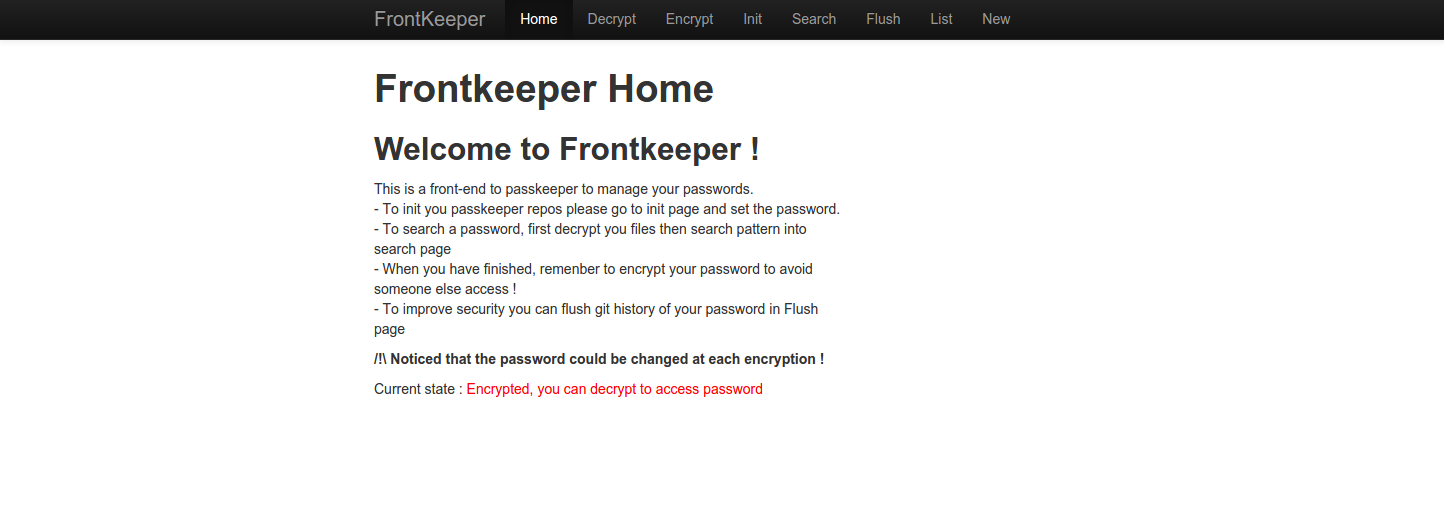 FrontKeeper Home Decrypt Encrypt Init Search Flush List New
Frontkeeper Home
Welcome to Frontkeeper !
This is a front-end to passkeeper to manage your passwords.
- To init you passkeeper repos please go to init page and set the password.
- To search a password, first decrypt you files then search pattern into
search page
- When you have finished, remenber to encrypt your password to avoid
someone else access !
- To improve security you can flush git history of your password in Flush
page
/!\ Noticed that the password could be changed at each encryption !
Current state : Encrypted, you can decrypt to access password